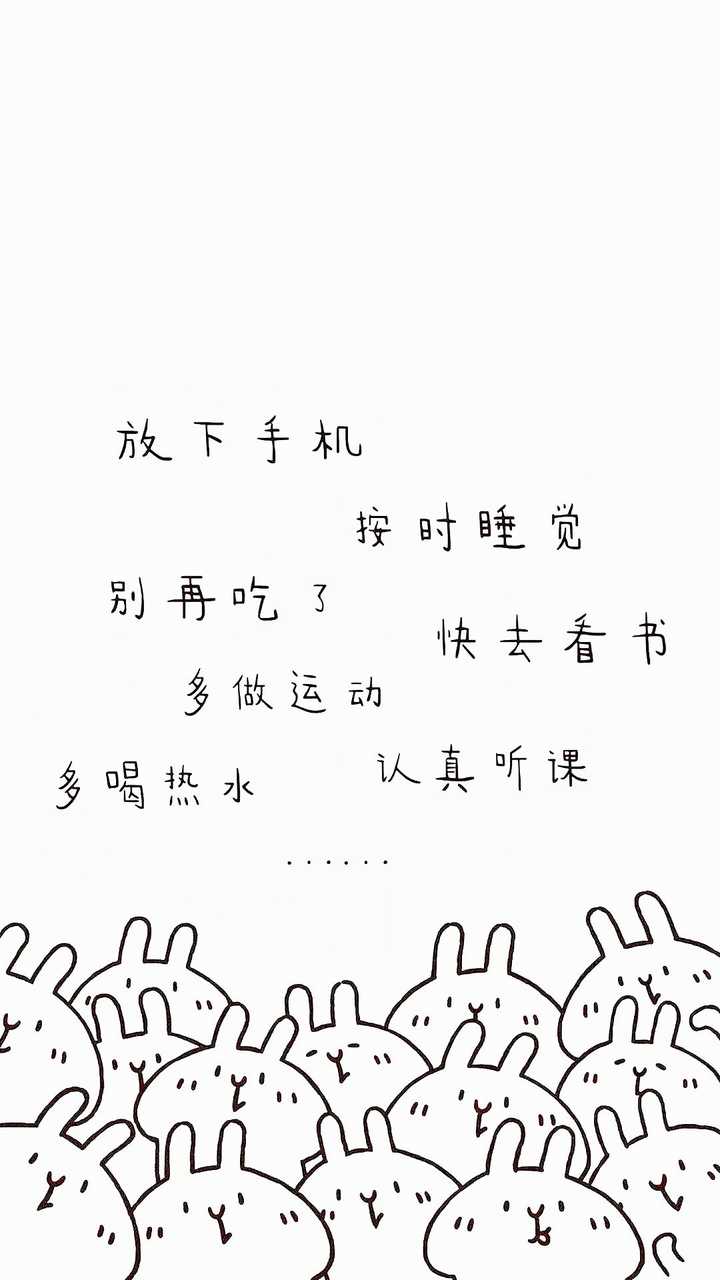 放下手机
按时睡觉
别再吃了
快去看书
多做运动
认真听课
多喝热水
......